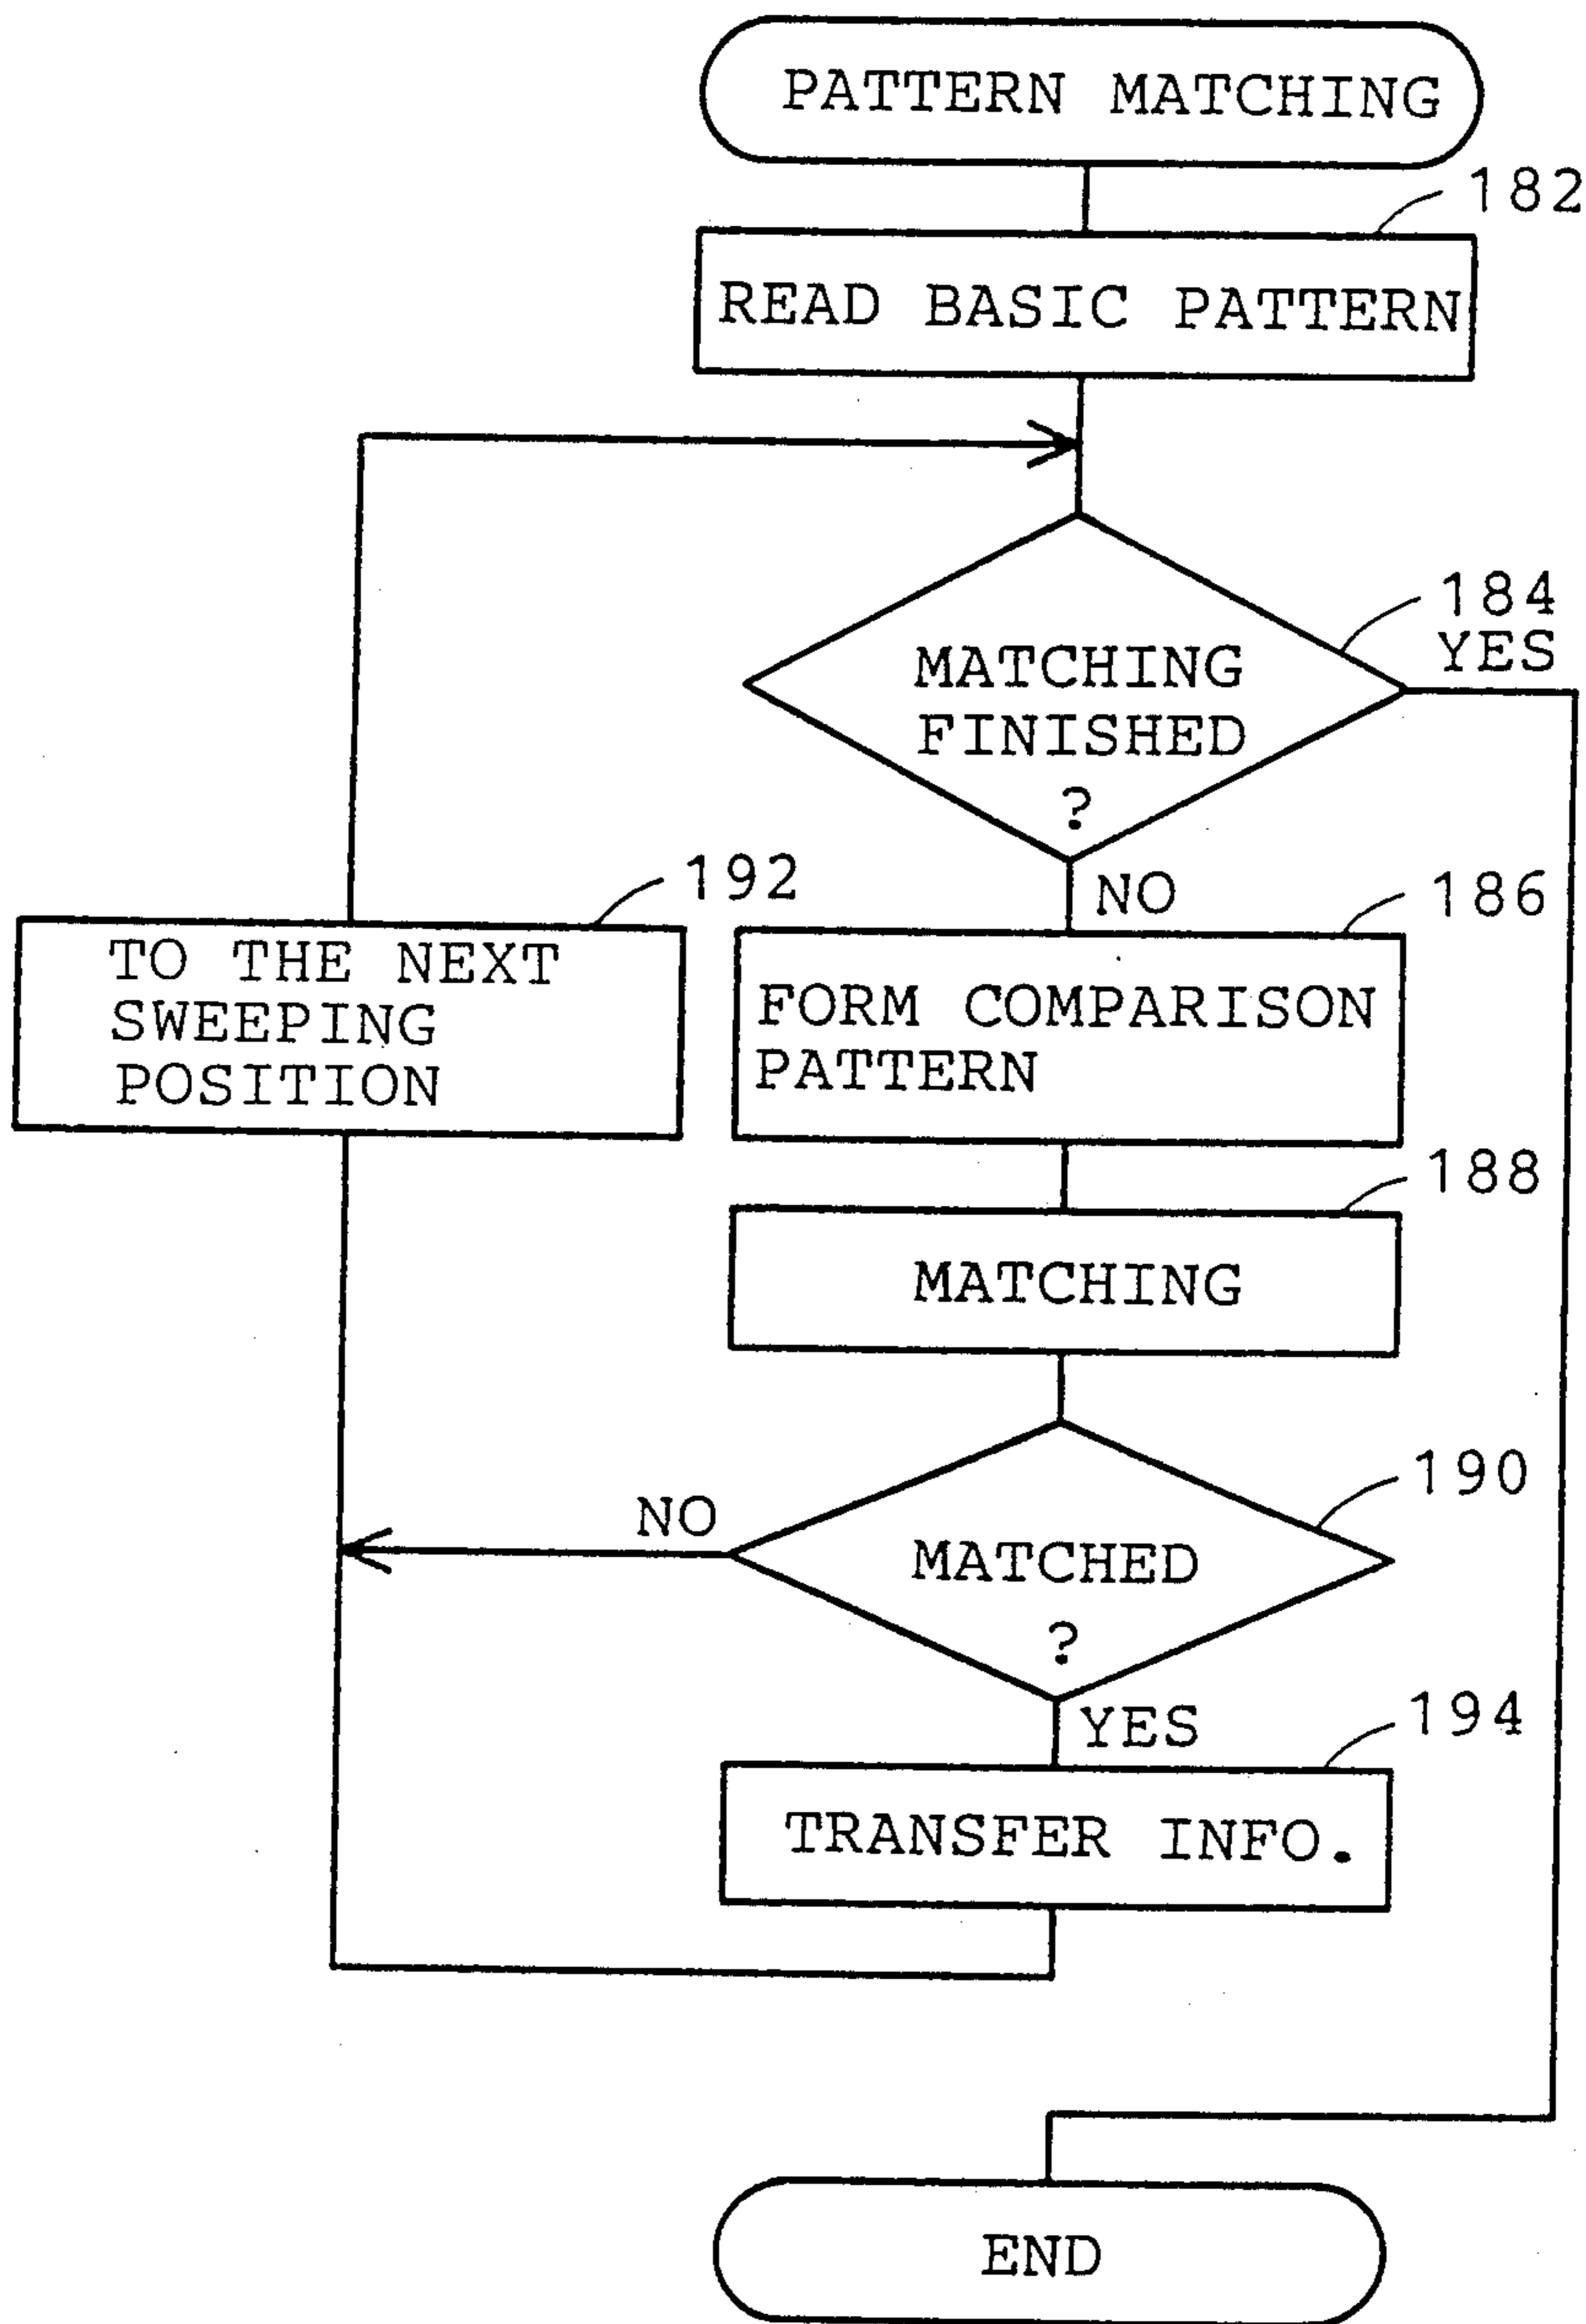 PATTERN MATCHING
182
READ BASIC PATTERN
184
YES
MATCHING
FINISHED
?
NO
192
TO THE NEXT
SWEEPING
POSITION
186
FORM COMPARISON
PATTERN
188
MATCHING
190
NO
MATCHED
?
YES
194
TRANSFER INFO.
END